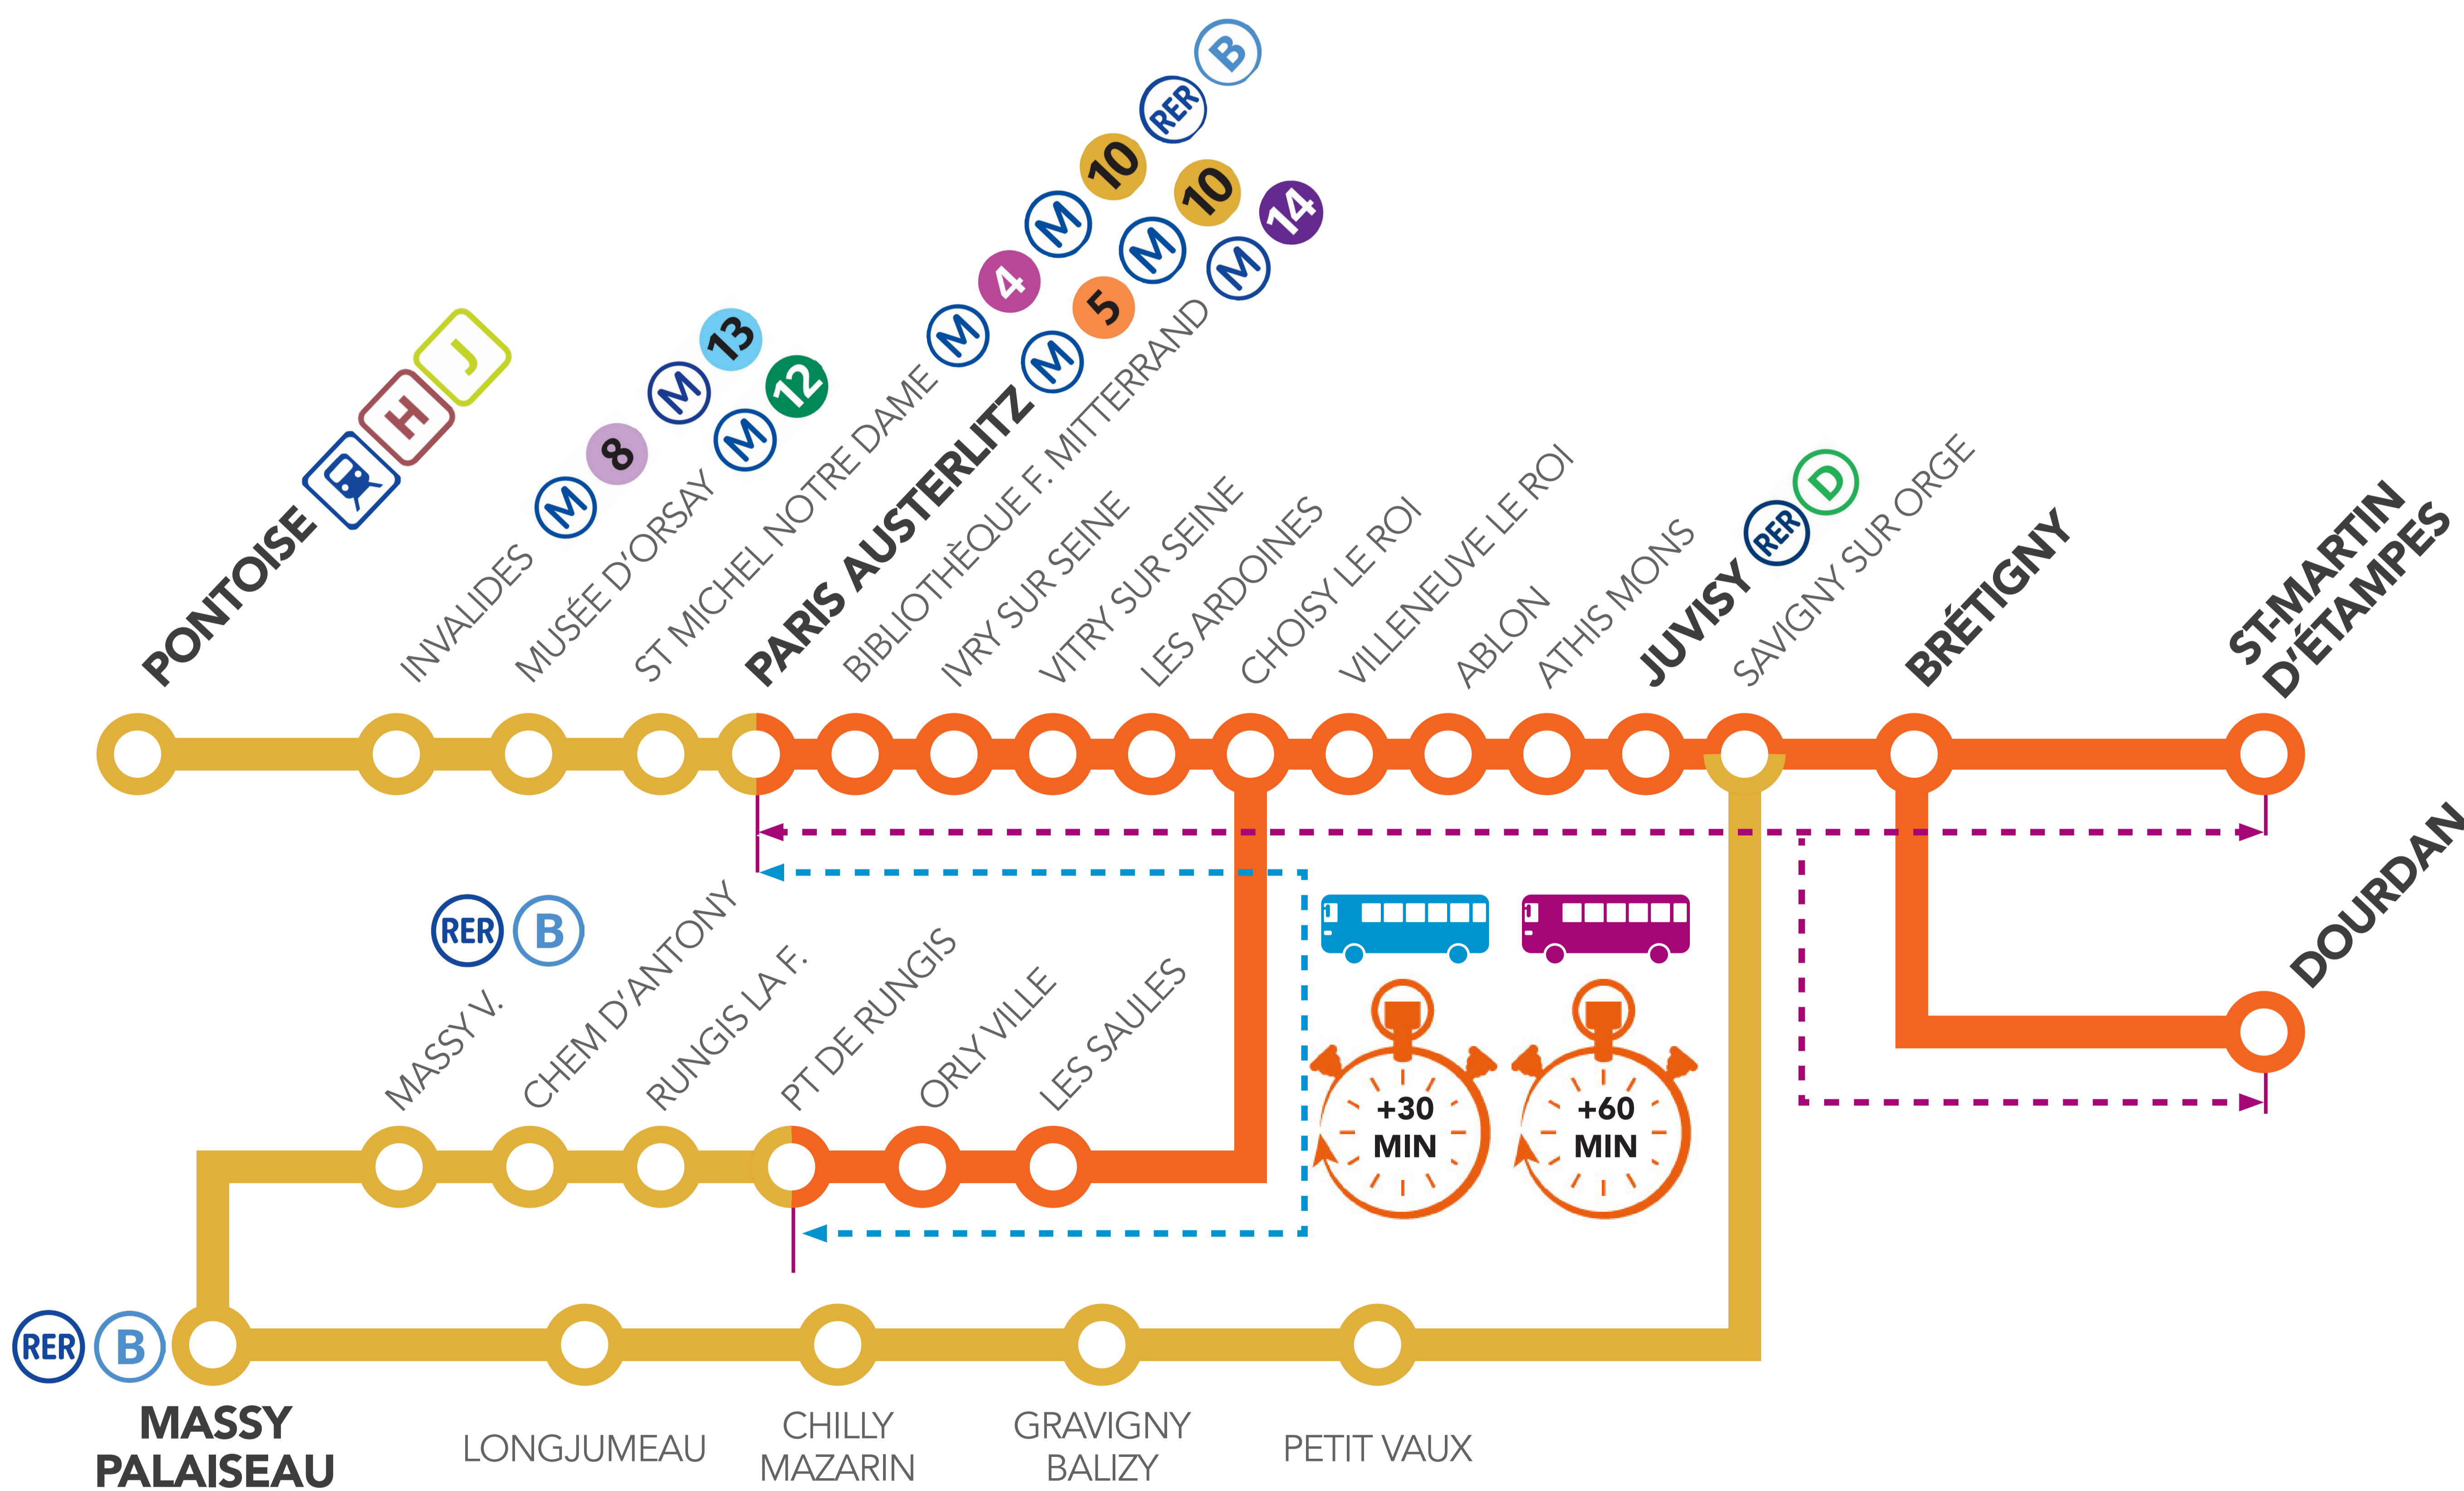 B
RER
10
M
4
M
10
M
5
M
14
M
J
H
PONTOISE
13
M
8
M
INVALIDES
12
M
MUSÉE D'ORSAY
ST MICHEL NOTRE DAME
PARIS AUSTERLITZ
BIBLIOTHÈQUE F. MITTERRAND
IVRY SUR SEINE
VITRY SUR SEINE
LES ARDOINES
CHOISY LE ROI
VILLENEUVE LE ROI
ABLON
ATHIS MONS
JUVISY
RER
D
SAVIGNY SUR ORGE
BRÉTIGNY
ST-MARTIN
D'ÉTAMPES
DOURDAN
RER
B
MASSY V.
CHEM D'ANTONY
RUNGIS LA F.
PT DE RUNGIS
ORLY VILLE
LES SAULES
+30
MIN
+60
MIN
RER
B
MASSY
PALAISEAU
LONGJUMEAU
CHILLY
MAZARIN
GRAVIGNY
BALIZY
PETIT VAUX